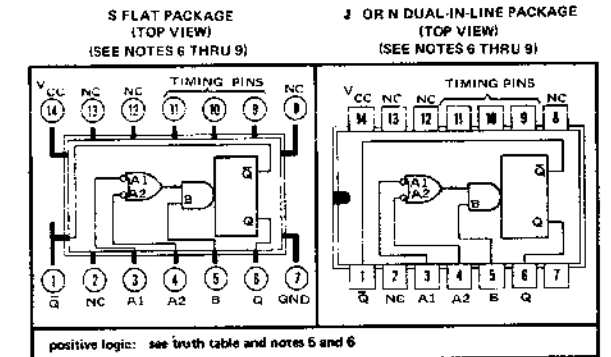 S FLAT PACKAGE
(TOP VIEW)
(SEE NOTES 6 THRU 9)
VCC NC NC TIMING PINS NC
14 13 12 11 10 9 8
A1
A2
B
Q̅
Q
1 2 3 4 5 6 7
Q̅ NC A1 A2 B Q GND
J OR N DUAL-IN-LINE PACKAGE
(TOP VIEW)
(SEE NOTES 6 THRU 9)
VCC NC NC TIMING PINS NC
14 13 12 11 10 9 8
A1
A2
B
Q̅
Q
1 2 3 4 5 6 7
Q̅ NC A1 A2 B Q
positive logic: see truth table and notes 5 and 6